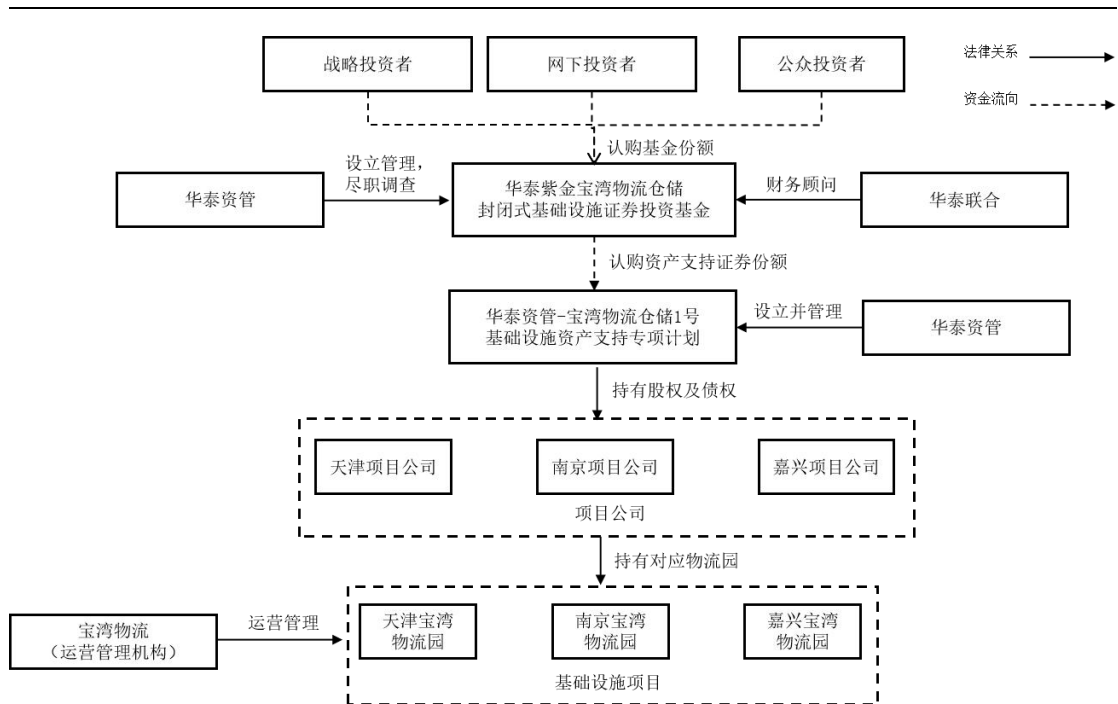 战略投资者
网下投资者
公众投资者
法律关系
资金流向
认购基金份额
华泰资管
设立管理，
尽职调查
华泰紫金宝湾物流仓储
封闭式基础设施证券投资基金
财务顾问
华泰联合
认购资产支持证券份额
华泰资管-宝湾物流仓储1号
基础设施资产支持专项计划
设立并管理
华泰资管
持有股权及债权
天津项目公司
南京项目公司
嘉兴项目公司
项目公司
持有对应物流园
宝湾物流
（运营管理机构）
运营管理
天津宝湾
物流园
南京宝湾
物流园
嘉兴宝湾
物流园
基础设施项目